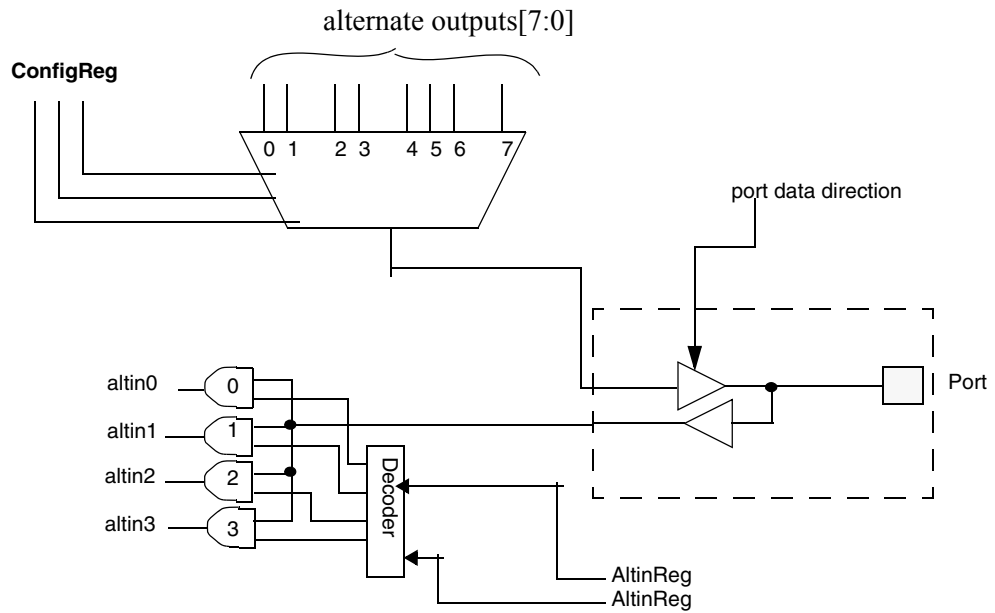 alternate outputs[7:0]
ConfigReg
0 1 2 3 4 5 6 7
port data direction
altin0
0
Port
altin1
1
altin2
2
Decoder
altin3
3
AltinReg
AltinReg